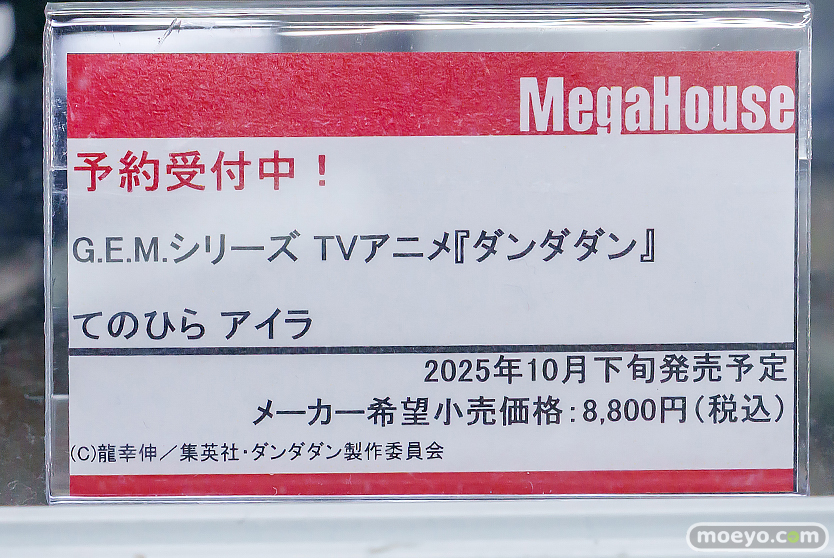 MegaHouse
予約受付中！
G.E.M.シリーズ TVアニメ『ダンダダン』
てのひら アイラ
2025年10月下旬発売予定
メーカー希望小売価格：8,800円（税込）
(C)龍幸伸／集英社・ダンダダン製作委員会
moeyo.com